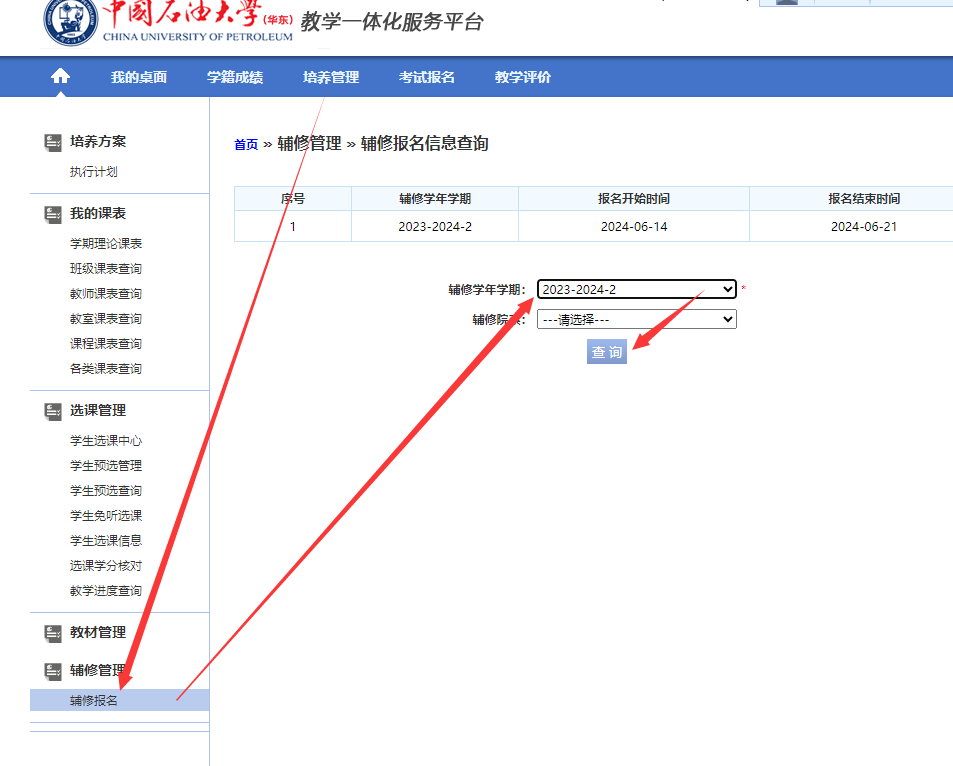 中国石油大学(华东) 教学一体化服务平台
CHINA UNIVERSITY OF PETROLEUM
我的桌面 学籍成绩 培养管理 考试报名 教学评价
培养方案
执行计划
我的课表
学期理论课表
班级课表查询
教师课表查询
教室课表查询
课程课表查询
各类课表查询
选课管理
学生选课中心
学生预选管理
学生预选查询
学生免听选课
学生选课信息
选课学分核对
教学进度查询
教材管理
辅修管理
辅修报名
首页 » 辅修管理 » 辅修报名信息查询
序号 辅修学年学期 报名开始时间 报名结束时间
1 2023-2024-2 2024-06-14 2024-06-21
辅修学年学期： 2023-2024-2 *
辅修院系： ---请选择---
查 询